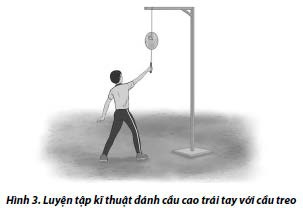 Hình 3. Luyện tập kĩ thuật đánh cầu cao trái tay với cầu treo